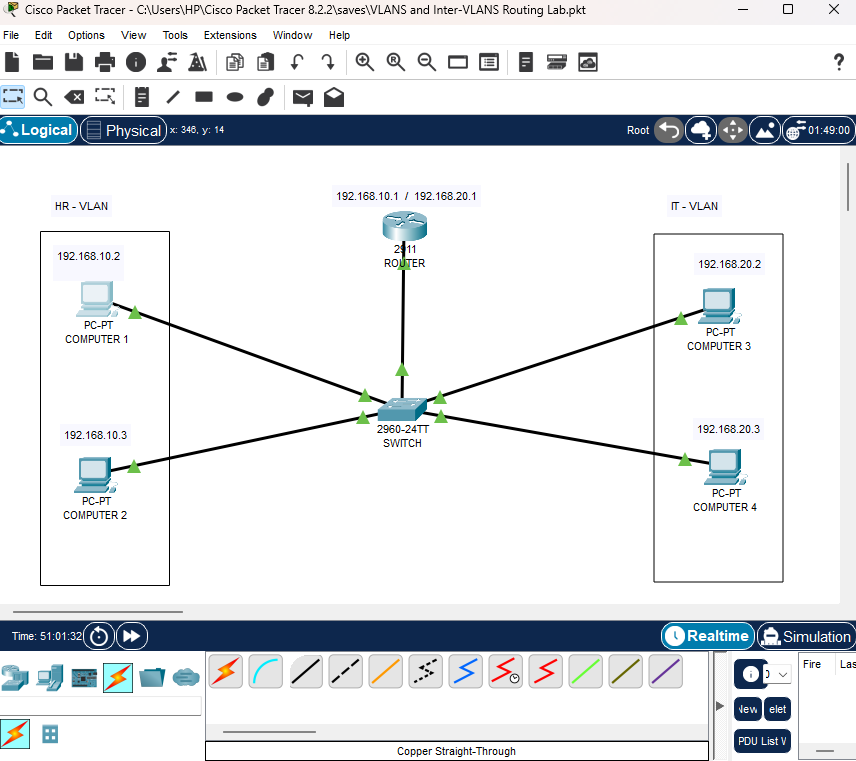 Cisco Packet Tracer - C:\Users\HP\Cisco Packet Tracer 8.2.2\saves\VLANS and Inter-VLANS Routing Lab.pkt
File Edit Options View Tools Extensions Window Help
Logical Physical x: 346, y: 14 Root 01:49:00
192.168.10.1 / 192.168.20.1
HR - VLAN
IT - VLAN
2911
ROUTER
192.168.10.2
PC-PT
COMPUTER 1
192.168.20.2
PC-PT
COMPUTER 3
2960-24TT
SWITCH
192.168.10.3
PC-PT
COMPUTER 2
192.168.20.3
PC-PT
COMPUTER 4
Time: 51:01:32 Realtime Simulation
0
Fire Las
New elet
PDU List
Copper Straight-Through